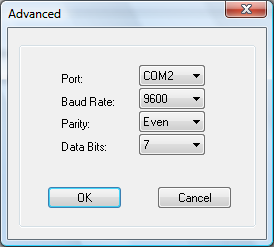 Advanced
Port: COM2
Baud Rate: 9600
Parity: Even
Data Bits: 7
OK Cancel